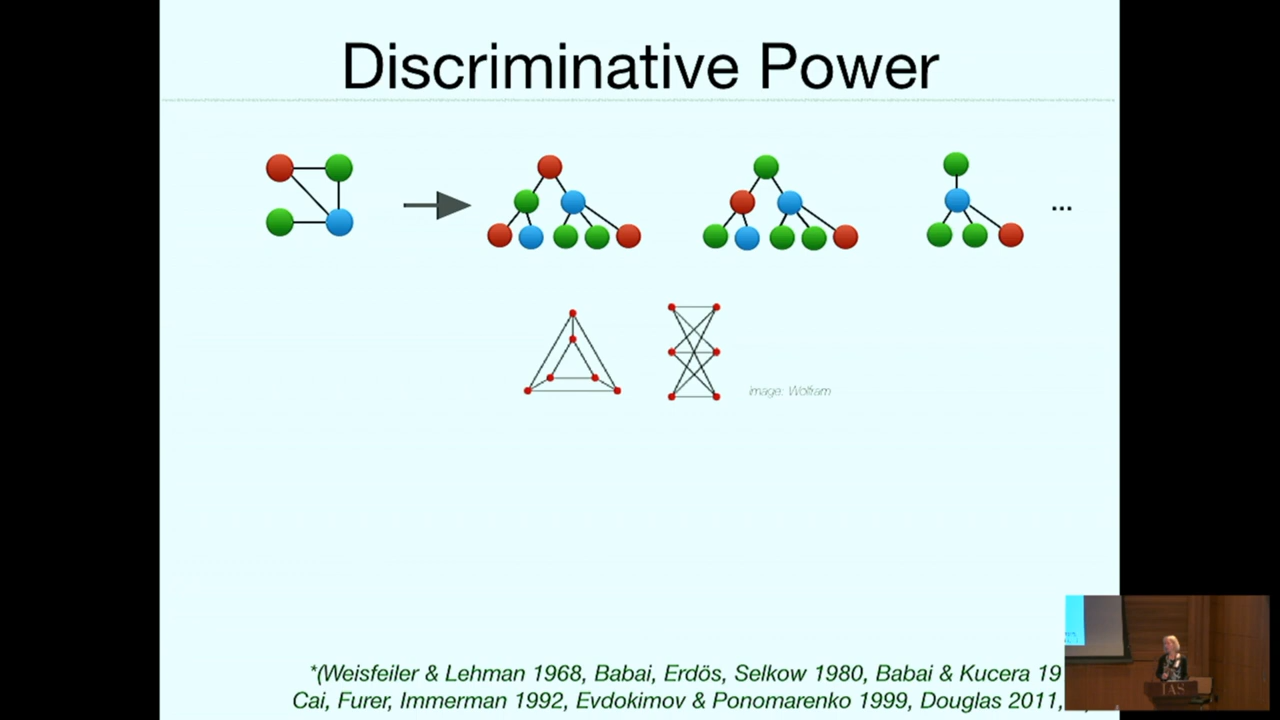 Discriminative Power
...
image: Wolfram
*(Weisfeiler & Lehman 1968, Babai, Erdös, Selkow 1980, Babai & Kucera 19
Cai, Furer, Immerman 1992, Evdokimov & Ponomarenko 1999, Douglas 2011,
IAS